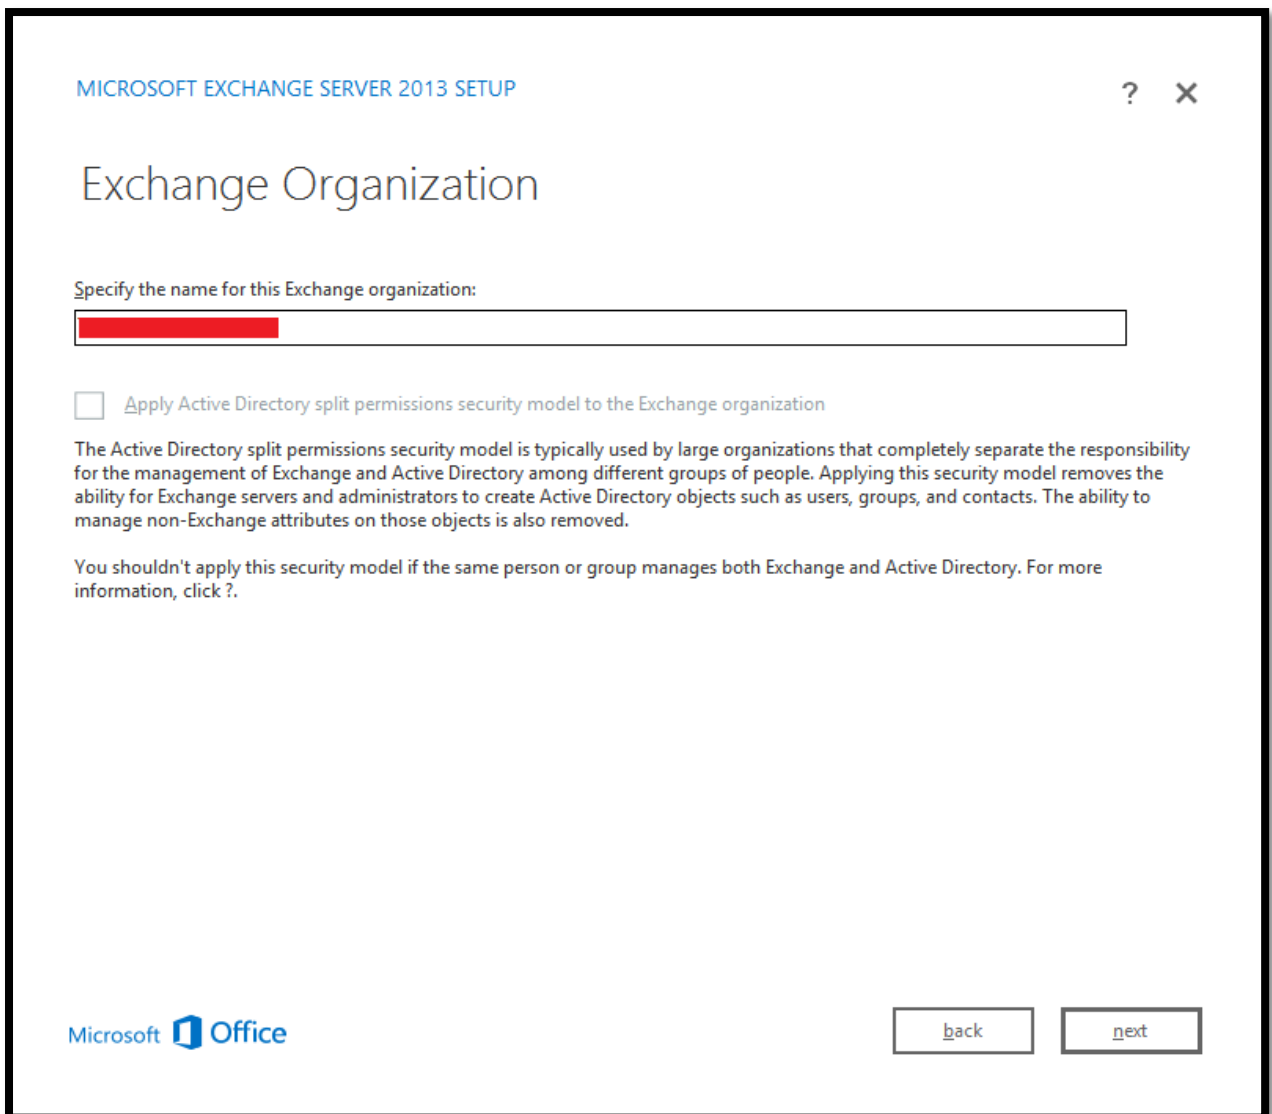 MICROSOFT EXCHANGE SERVER 2013 SETUP
? ×
Exchange Organization
Specify the name for this Exchange organization:
Apply Active Directory split permissions security model to the Exchange organization
The Active Directory split permissions security model is typically used by large organizations that completely separate the responsibility
for the management of Exchange and Active Directory among different groups of people. Applying this security model removes the
ability for Exchange servers and administrators to create Active Directory objects such as users, groups, and contacts. The ability to
manage non-Exchange attributes on those objects is also removed.
You shouldn't apply this security model if the same person or group manages both Exchange and Active Directory. For more
information, click ?.
Microsoft Office
back
next